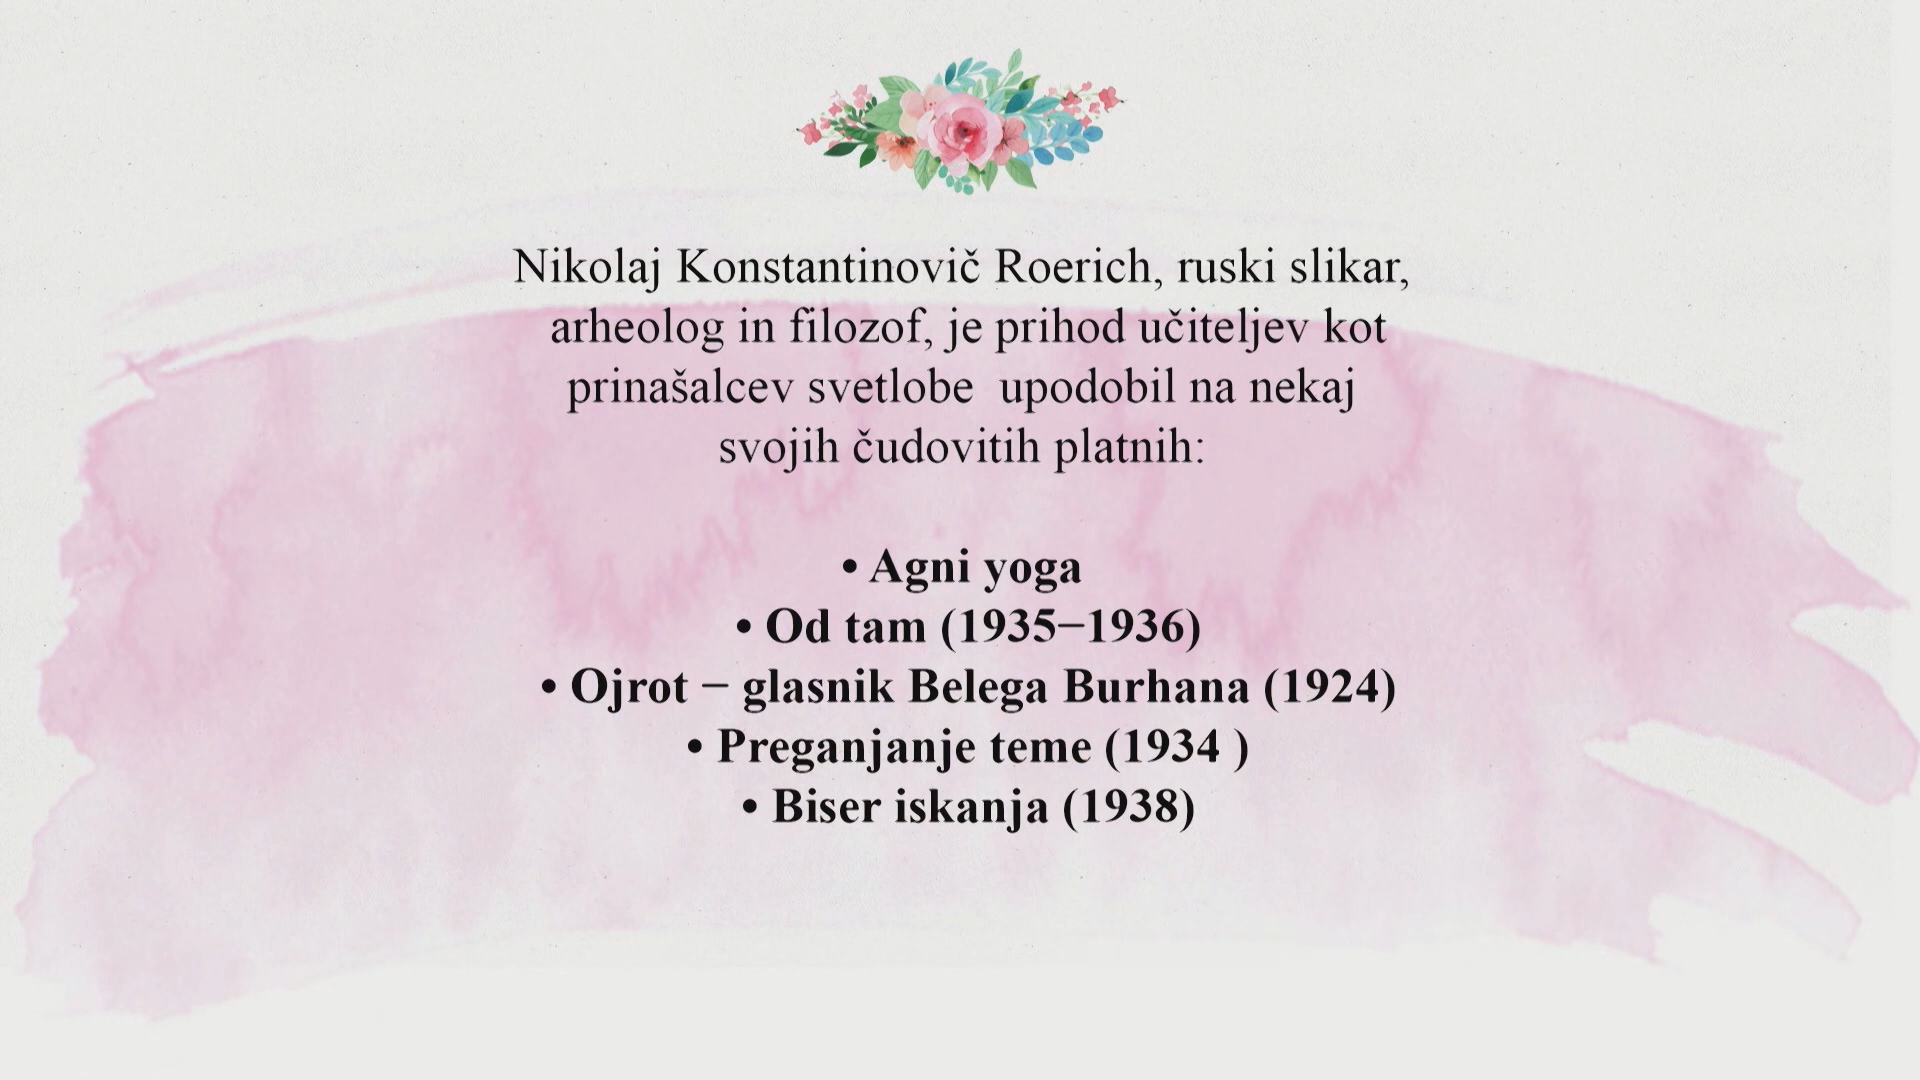 Nikolaj Konstantinovič Roerich, ruski slikar,
arheolog in filozof, je prihod učiteljev kot
prinašalcev svetlobe  upodobil na nekaj
svojih čudovitih platnih:
• Agni yoga
• Od tam (1935−1936)
• Ojrot − glasnik Belega Burhana (1924)
• Preganjanje teme (1934 )
• Biser iskanja (1938)